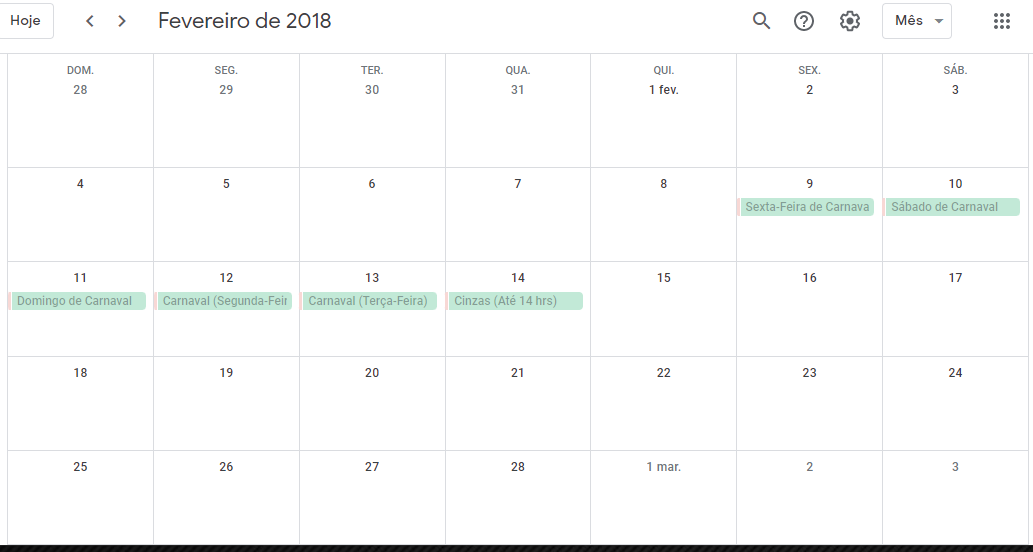 Hoje Fevereiro de 2018 Mês
DOM. SEG. TER. QUA. QUI. SEX. SÁB.
28 29 30 31 1 fev. 2 3
4 5 6 7 8 9 10
Sexta-Feira de Carnava Sábado de Carnaval
11 12 13 14 15 16 17
Domingo de Carnaval Carnaval (Segunda-Feir Carnaval (Terça-Feira) Cinzas (Até 14 hrs)
18 19 20 21 22 23 24
25 26 27 28 1 mar. 2 3